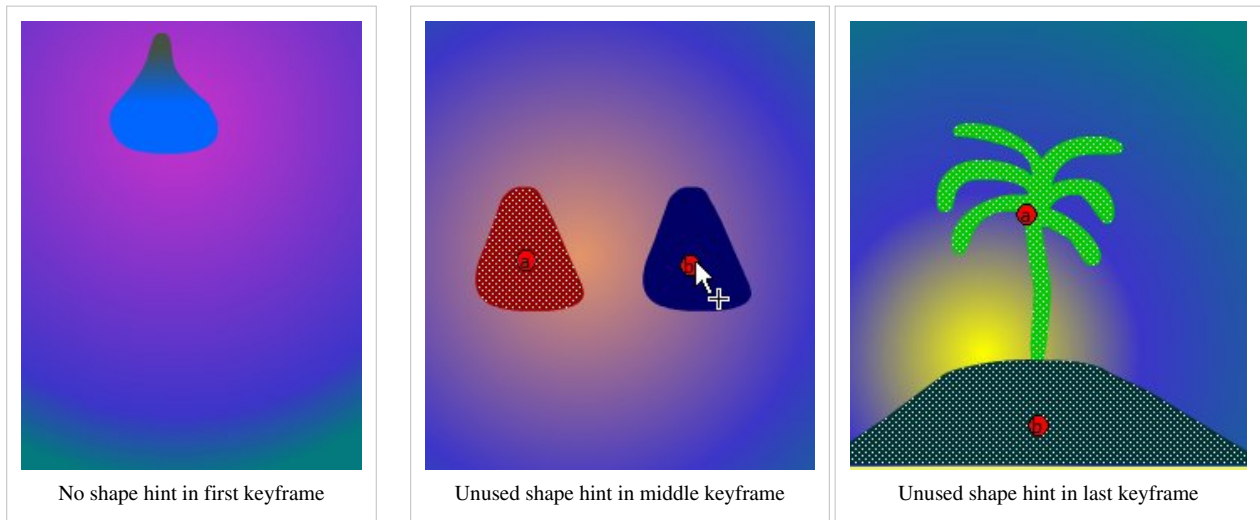 a
b
a
b
No shape hint in first keyframe
Unused shape hint in middle keyframe
Unused shape hint in last keyframe